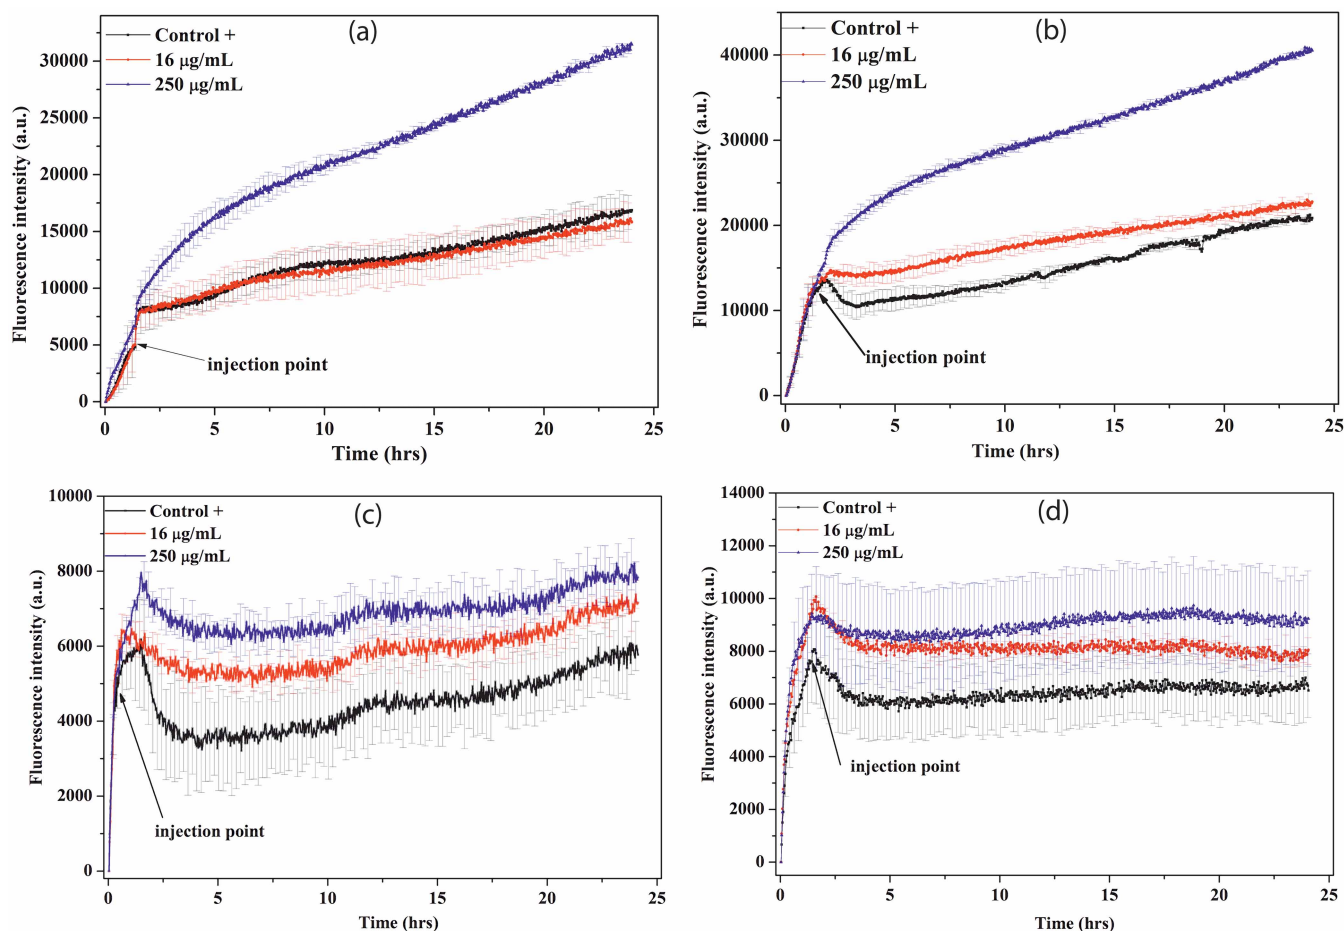 (a)
Control +
16 μg/mL
250 μg/mL
30000
25000
20000
15000
10000
5000
0
Fluorescence intensity (a.u.)
injection point
0 5 10 15 20 25
Time (hrs)
(b)
Control +
16 μg/mL
250 μg/mL
40000
30000
20000
10000
0
Fluorescence intensity (a.u.)
injection point
0 5 10 15 20 25
Time (hrs)
(c)
Control +
16 μg/mL
250 μg/mL
10000
8000
6000
4000
2000
0
Fluorescence intensity (a.u.)
injection point
0 5 10 15 20 25
Time (hrs)
(d)
Control +
16 μg/mL
250 μg/mL
14000
12000
10000
8000
6000
4000
2000
0
Fluorescence intensity (a.u.)
injection point
0 5 10 15 20 25
Time (hrs)